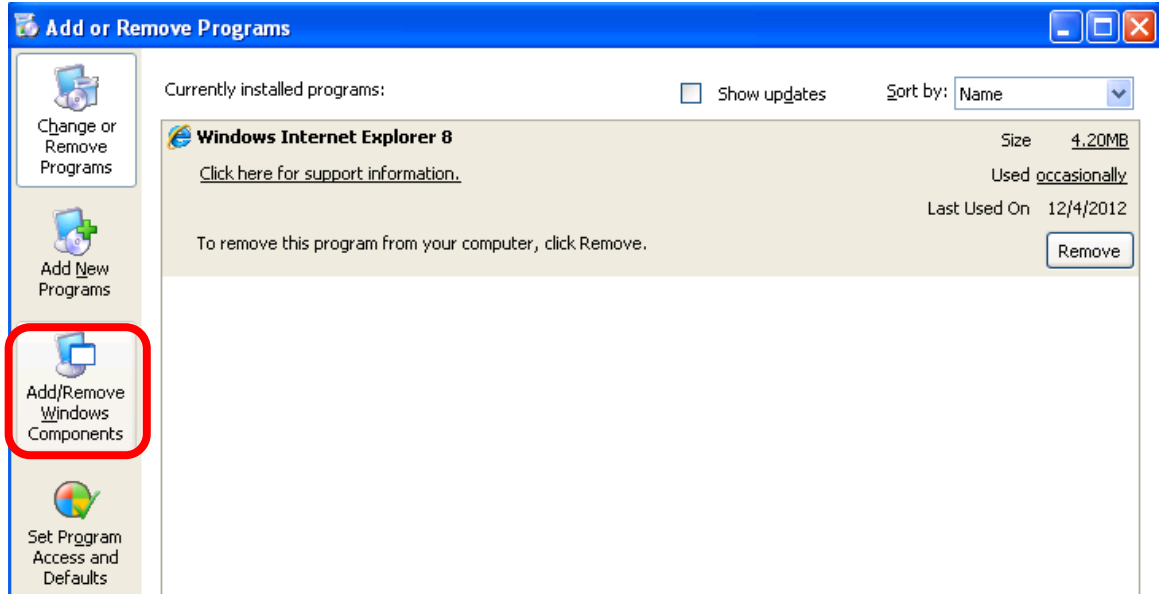 Add or Remove Programs
Change or
Remove
Programs
Add New
Programs
Add/Remove
Windows
Components
Set Program
Access and
Defaults
Currently installed programs:
Show updates
Sort by: Name
Windows Internet Explorer 8
Size 4.20MB
Click here for support information.
Used occasionally
Last Used On 12/4/2012
To remove this program from your computer, click Remove.
Remove